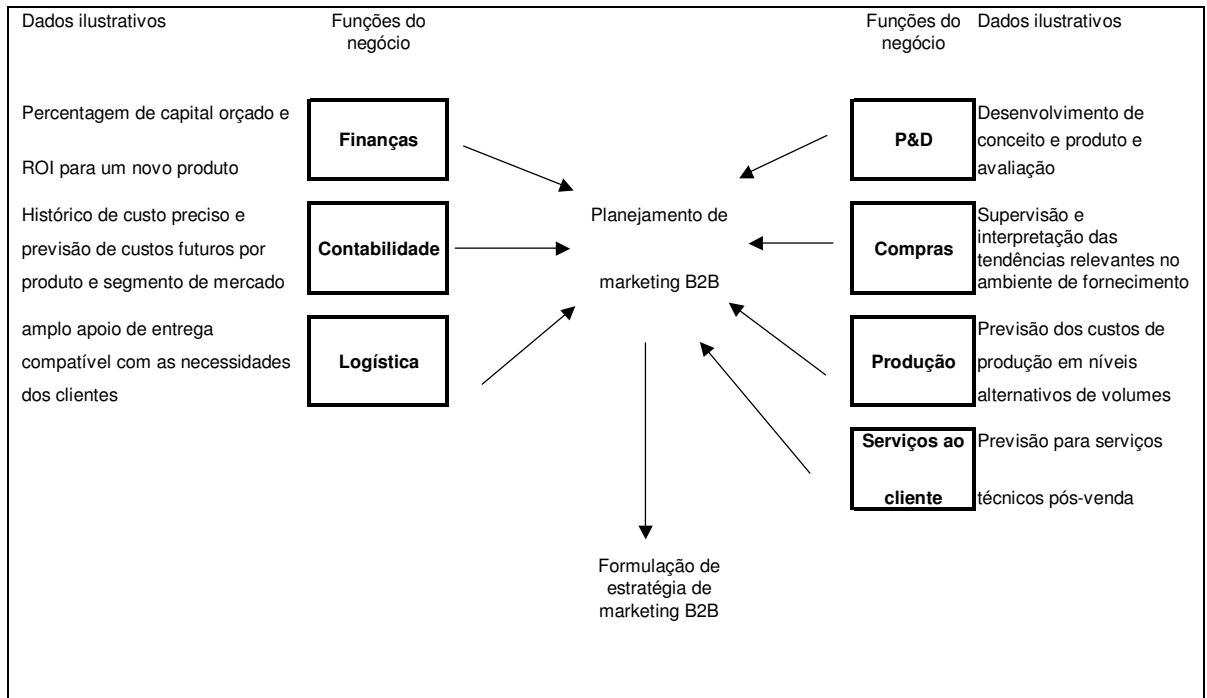 Dados ilustrativos
Funções do
negócio
Funções do
negócio
Dados ilustrativos
Percentagem de capital orçado e
ROI para um novo produto
Finanças
P&D
Desenvolvimento de
conceito e produto e
avaliação
Histórico de custo preciso e
previsão de custos futuros por
produto e segmento de mercado
Contabilidade
Planejamento de
marketing B2B
Compras
Supervisão e
interpretação das
tendências relevantes no
ambiente de fornecimento
amplo apoio de entrega
compatível com as necessidades
dos clientes
Logística
Produção
Previsão dos custos de
produção em níveis
alternativos de volumes
Serviços ao
cliente
Previsão para serviços
técnicos pós-venda
Formulação de
estratégia de
marketing B2B